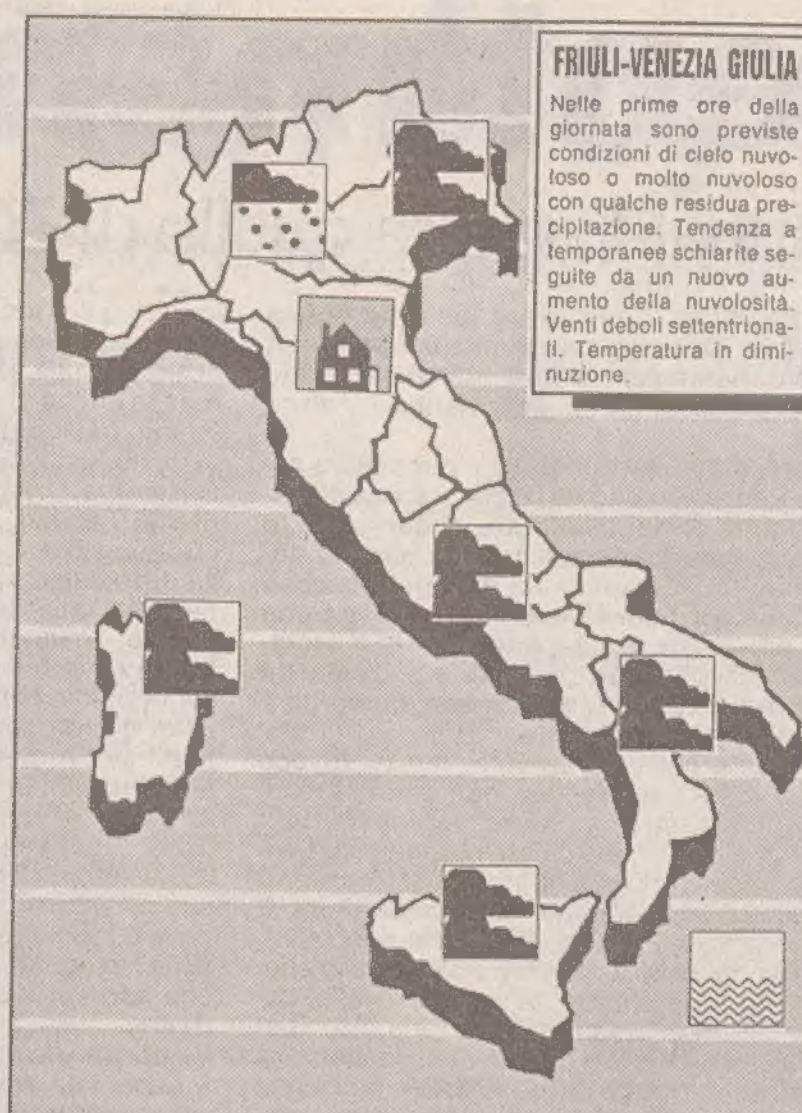 FRIULI-VENEZIA GIULIA
Nelle prime ore della
giornata sono previste
condizioni di cielo nuvo-
loso o molto nuvoloso
con qualche residua pre-
cipitazione. Tendenza a
temporanee schiarite se-
guite da un nuovo au-
mento della nuvolosità.
Venti deboli settentriona-
li. Temperatura in dimi-
nuzione.